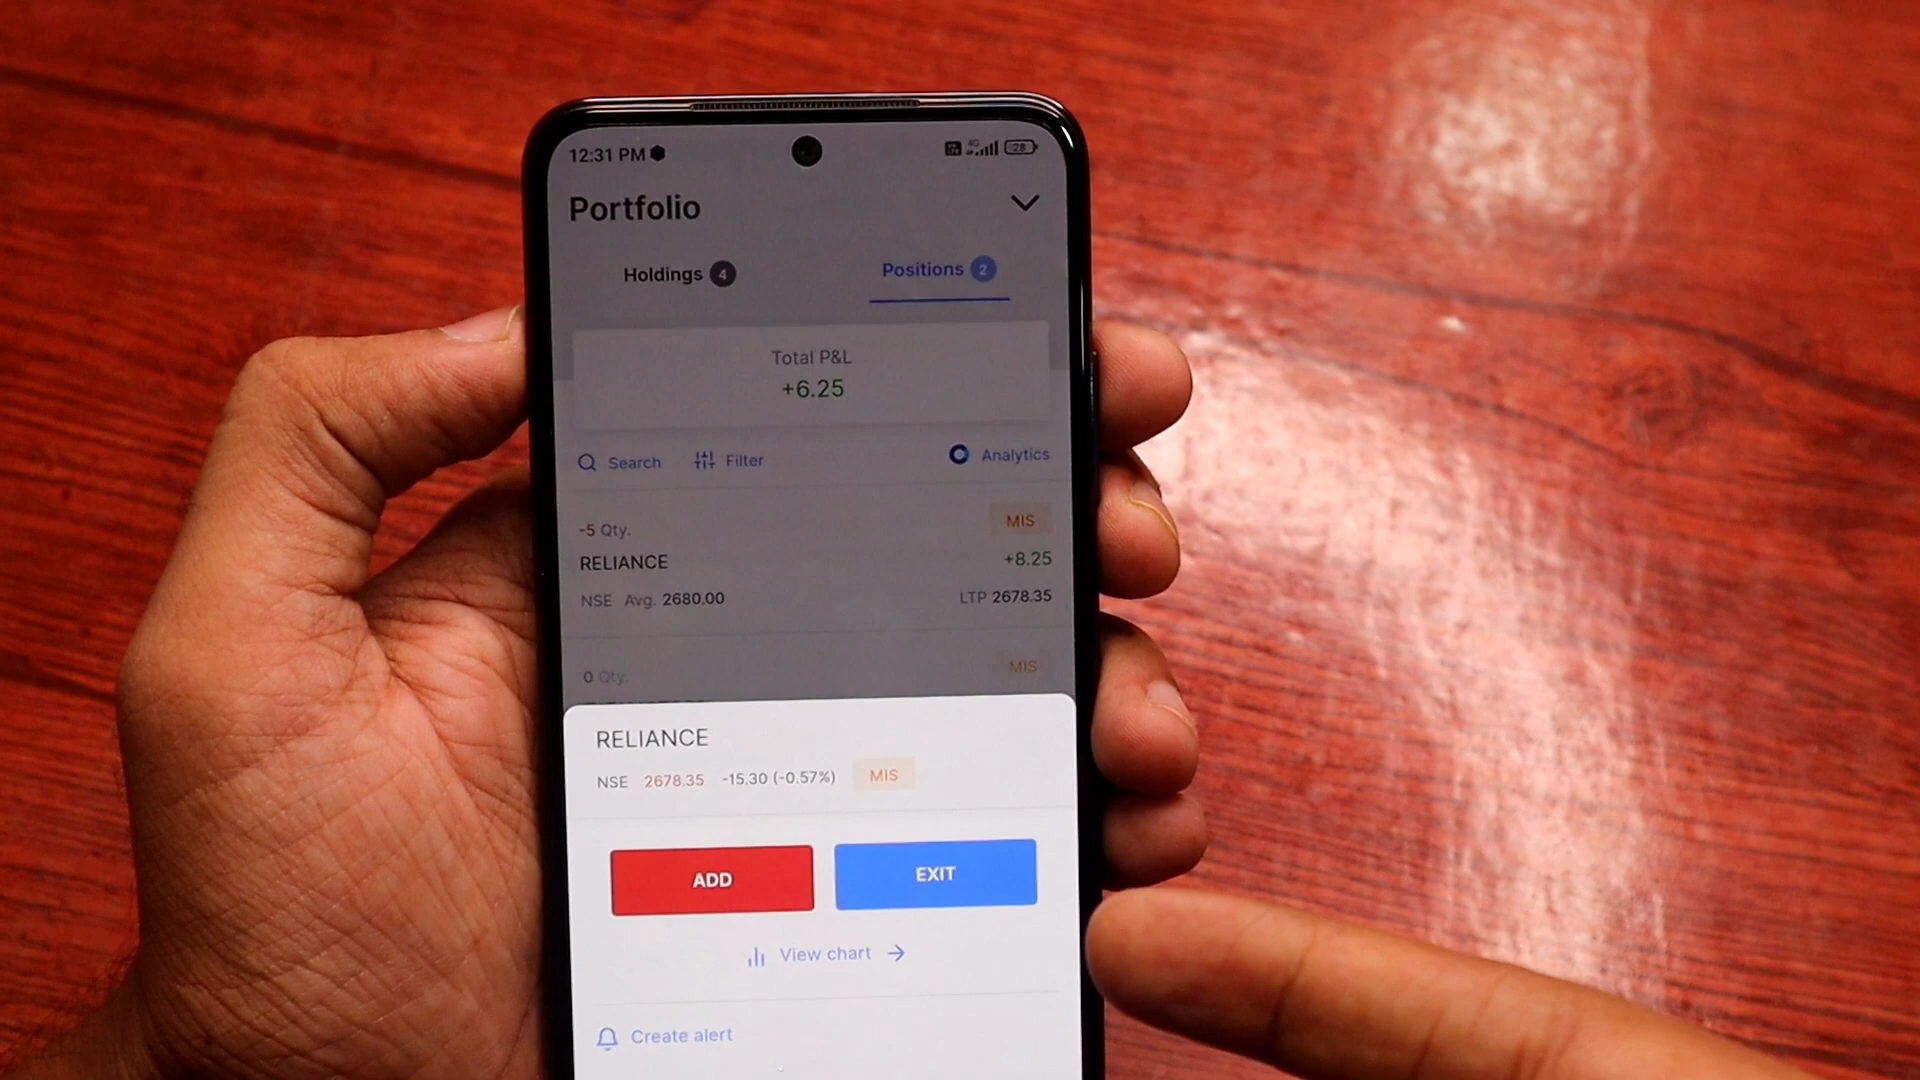 12:31 PM 4G 28
Portfolio
Holdings 4 Positions 2
Total P&L
+6.25
Search Filter Analytics
-5 Qty. MIS
RELIANCE +8.25
NSE Avg. 2680.00 LTP 2678.35
0 Qty. MIS
RELIANCE
NSE 2678.35 -15.30 (-0.57%) MIS
ADD EXIT
View chart →
Create alert